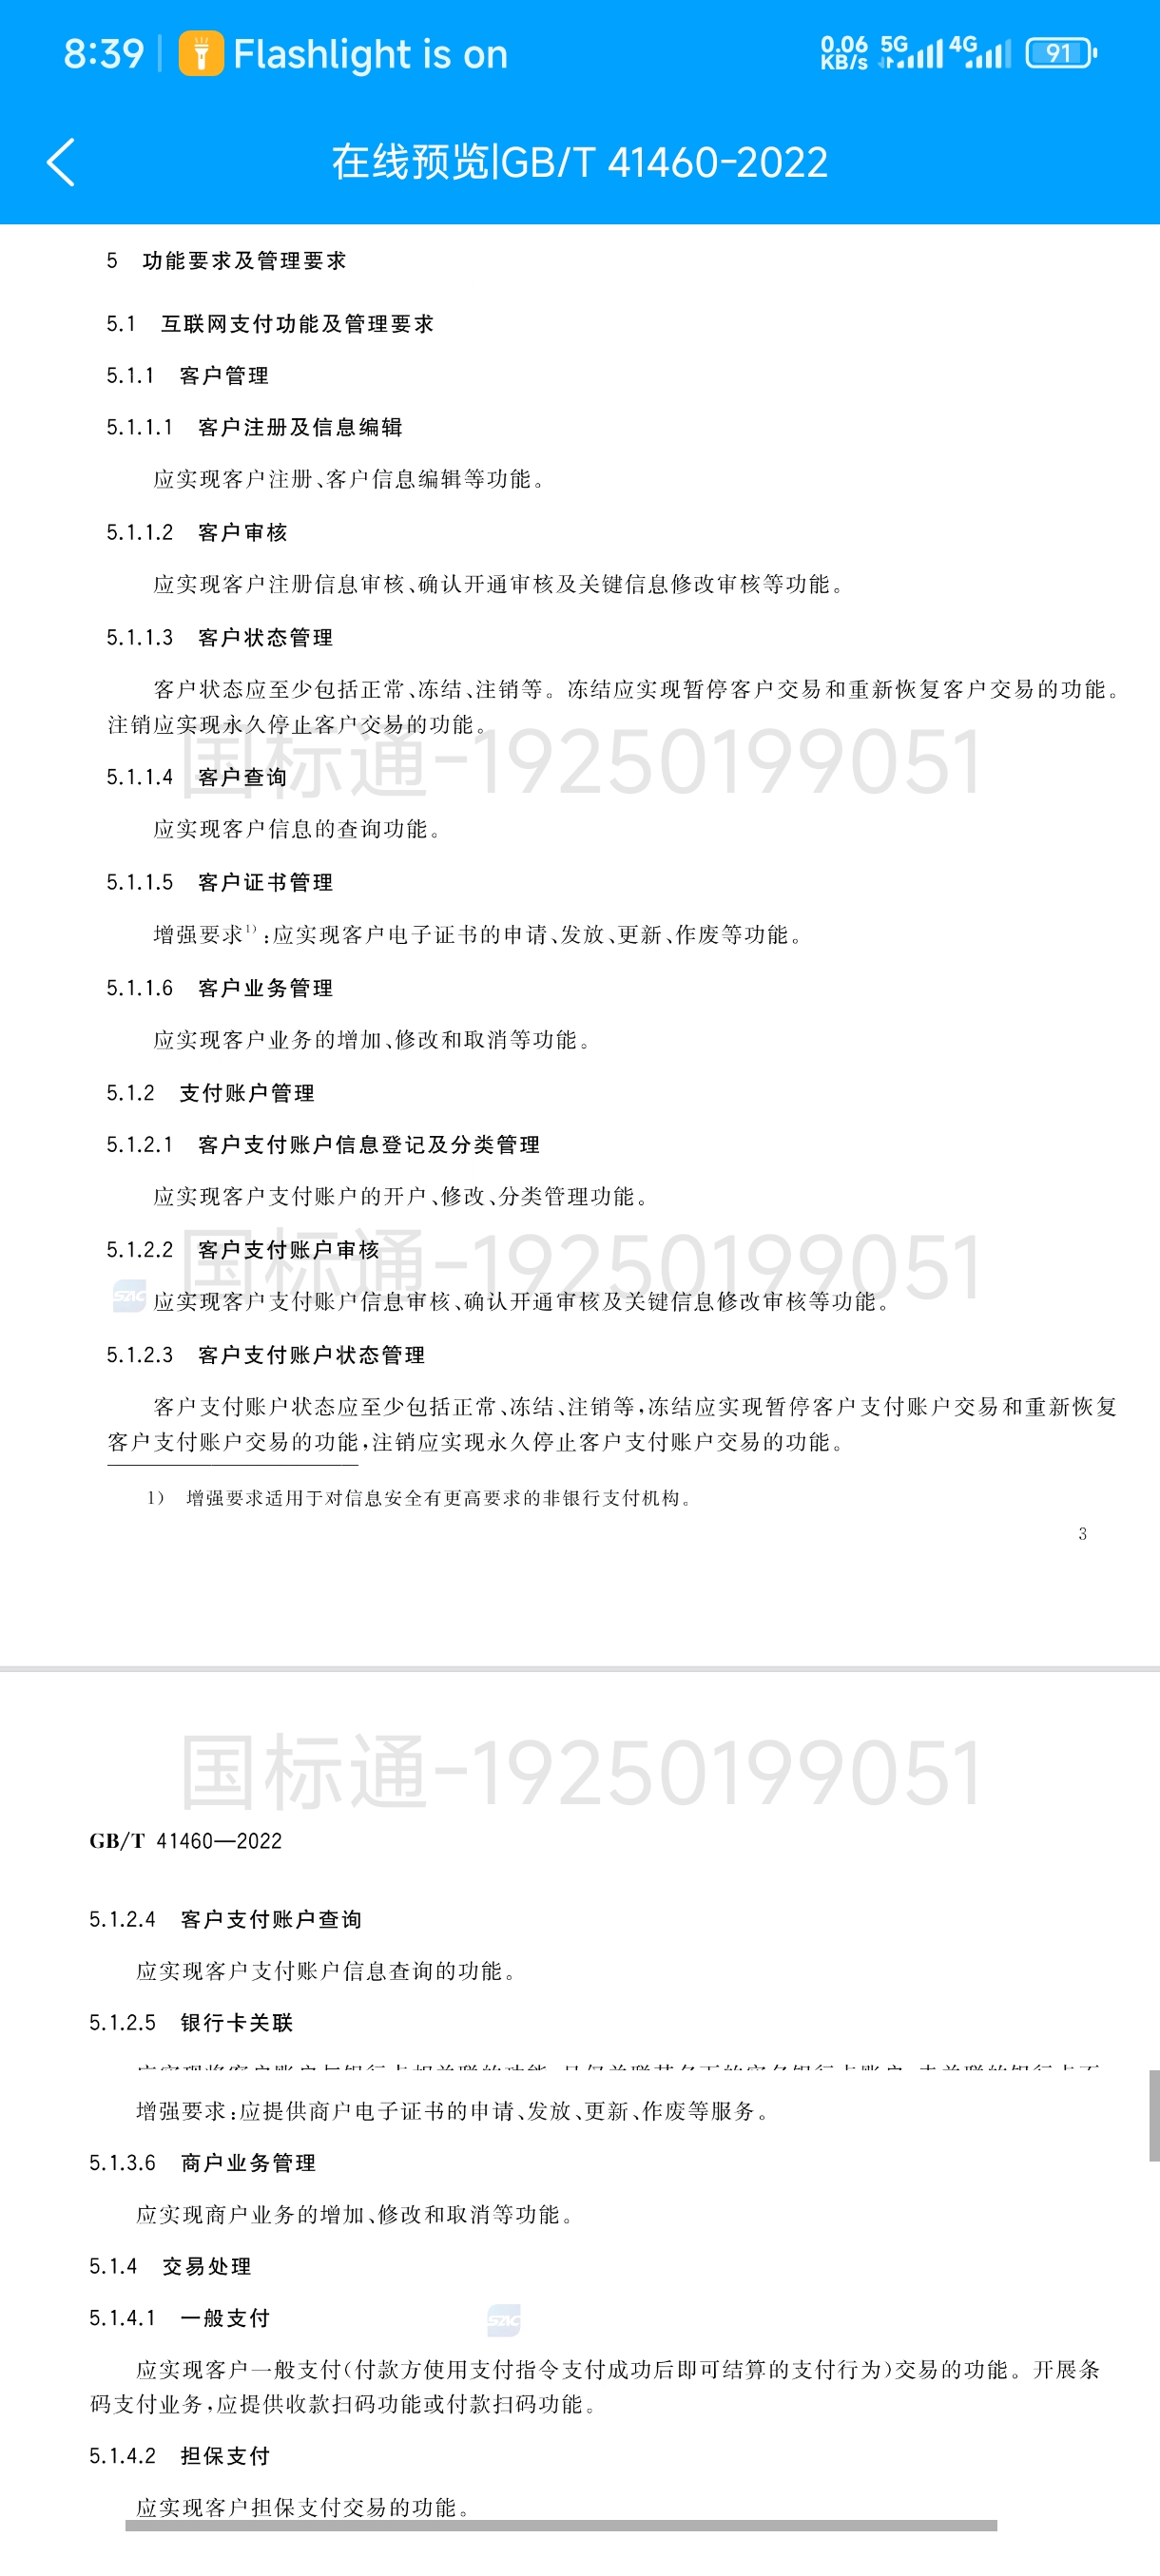 8:39 Flashlight is on 0.06 KB/s 5G 4G 91
在线预览|GB/T 41460-2022
5 功能要求及管理要求
5.1 互联网支付功能及管理要求
5.1.1 客户管理
5.1.1.1 客户注册及信息编辑
应实现客户注册、客户信息编辑等功能。
5.1.1.2 客户审核
应实现客户注册信息审核、确认开通审核及关键信息修改审核等功能。
5.1.1.3 客户状态管理
客户状态应至少包括正常、冻结、注销等。冻结应实现暂停客户交易和重新恢复客户交易的功能。
注销应实现永久停止客户交易的功能。
国标通-19250199051
5.1.1.4 客户查询
应实现客户信息的查询功能。
5.1.1.5 客户证书管理
增强要求1):应实现客户电子证书的申请、发放、更新、作废等功能。
5.1.1.6 客户业务管理
应实现客户业务的增加、修改和取消等功能。
5.1.2 支付账户管理
5.1.2.1 客户支付账户信息登记及分类管理
应实现客户支付账户的开户、修改、分类管理功能。
5.1.2.2 客户支付账户审核
国标通-19250199051
SAC
应实现客户支付账户信息审核、确认开通审核及关键信息修改审核等功能。
5.1.2.3 客户支付账户状态管理
客户支付账户状态应至少包括正常、冻结、注销等,冻结应实现暂停客户支付账户交易和重新恢复
客户支付账户交易的功能,注销应实现永久停止客户支付账户交易的功能。
1) 增强要求适用于对信息安全有更高要求的非银行支付机构。
3
国标通-19250199051
GB/T 41460—2022
5.1.2.4 客户支付账户查询
应实现客户支付账户信息查询的功能。
5.1.2.5 银行卡关联
增强要求:应提供商户电子证书的申请、发放、更新、作废等服务。
5.1.3.6 商户业务管理
应实现商户业务的增加、修改和取消等功能。
5.1.4 交易处理
5.1.4.1 一般支付
SAC
应实现客户一般支付(付款方使用支付指令支付成功后即可结算的支付行为)交易的功能。开展条
码支付业务,应提供收款扫码功能或付款扫码功能。
5.1.4.2 担保支付
应实现客户担保支付交易的功能。